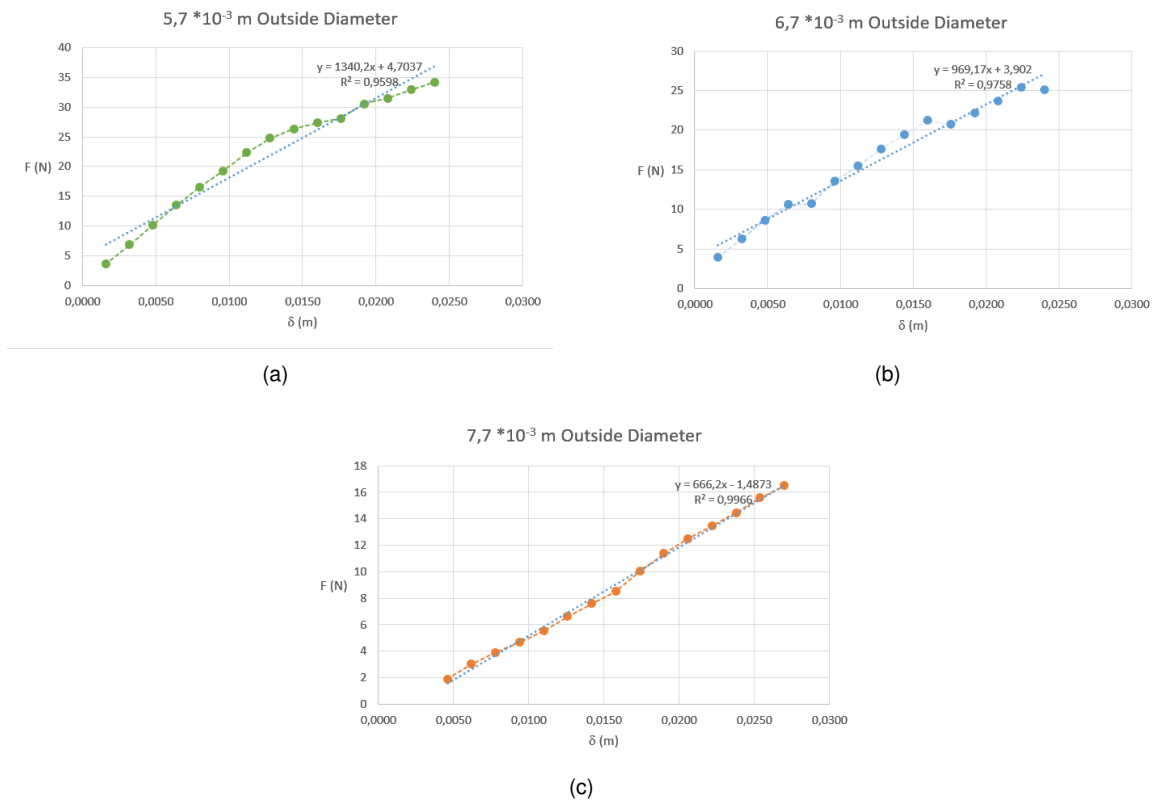 5,7 *10⁻³ m Outside Diameter
y = 1340,2x + 4,7037
R² = 0,9598
40
35
30
25
20
15
10
5
0
F (N)
0,0000 0,0050 0,0100 0,0150 0,0200 0,0250 0,0300
δ (m)
(a)
6,7 *10⁻³ m Outside Diameter
y = 969,17x + 3,902
R² = 0,9758
30
25
20
15
10
5
0
F (N)
0,0000 0,0050 0,0100 0,0150 0,0200 0,0250 0,0300
δ (m)
(b)
7,7 *10⁻³ m Outside Diameter
y = 666,2x - 1,4873
R² = 0,9966
18
16
14
12
10
8
6
4
2
0
F (N)
0,0000 0,0050 0,0100 0,0150 0,0200 0,0250 0,0300
δ (m)
(c)